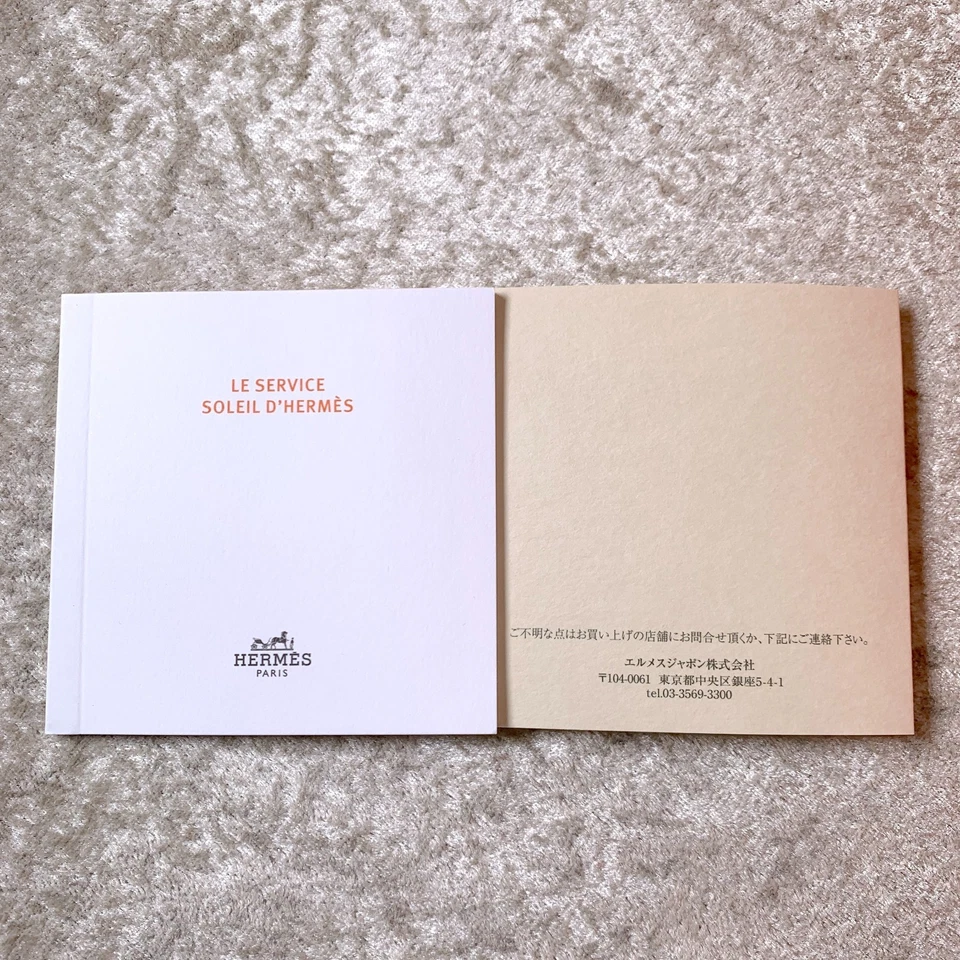 LE SERVICE
SOLEIL D'HERMÈS
HERMÈS
PARIS
ご不明な点はお買い上げの店舗にお問合せ頂くか、下記にご連絡下さい。
エルメスジャポン株式会社
〒104-0061 東京都中央区銀座5-4-1
tel.03-3569-3300